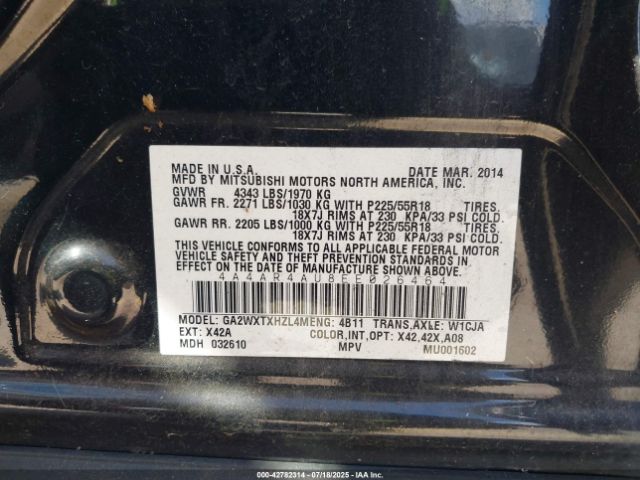 MADE IN U.S.A. DATE MAR. 2014
MFD BY MITSUBISHI MOTORS NORTH AMERICA, INC.
GVWR 4343 LBS/1970 KG
GAWR FR. 2271 LBS/1030 KG WITH P225/55R18 TIRES.
18X7J RIMS AT 230 KPA/33 PSI COLD.
GAWR RR. 2205 LBS/1000 KG WITH P225/55R18 TIRES.
18X7J RIMS AT 230 KPA/33 PSI COLD.
THIS VEHICLE CONFORMS TO ALL APPLICABLE FEDERAL MOTOR
VEHICLE SAFETY AND THEFT PREVENTION STANDARDS
IN EFFECT ON THE DATE OF MANUFACTURE SHOWN ABOVE.
4A4AR4AU8EE026464
MODEL: GA2WXTXHZL4M ENG: 4B11 TRANS,AXLE: W1CJA
EXT: X42A COLOR,INT,OPT: X42,42X,A08
MDH 032610 MPV MU001602
000-42782314 - 07/18/2025 - IAAI.com